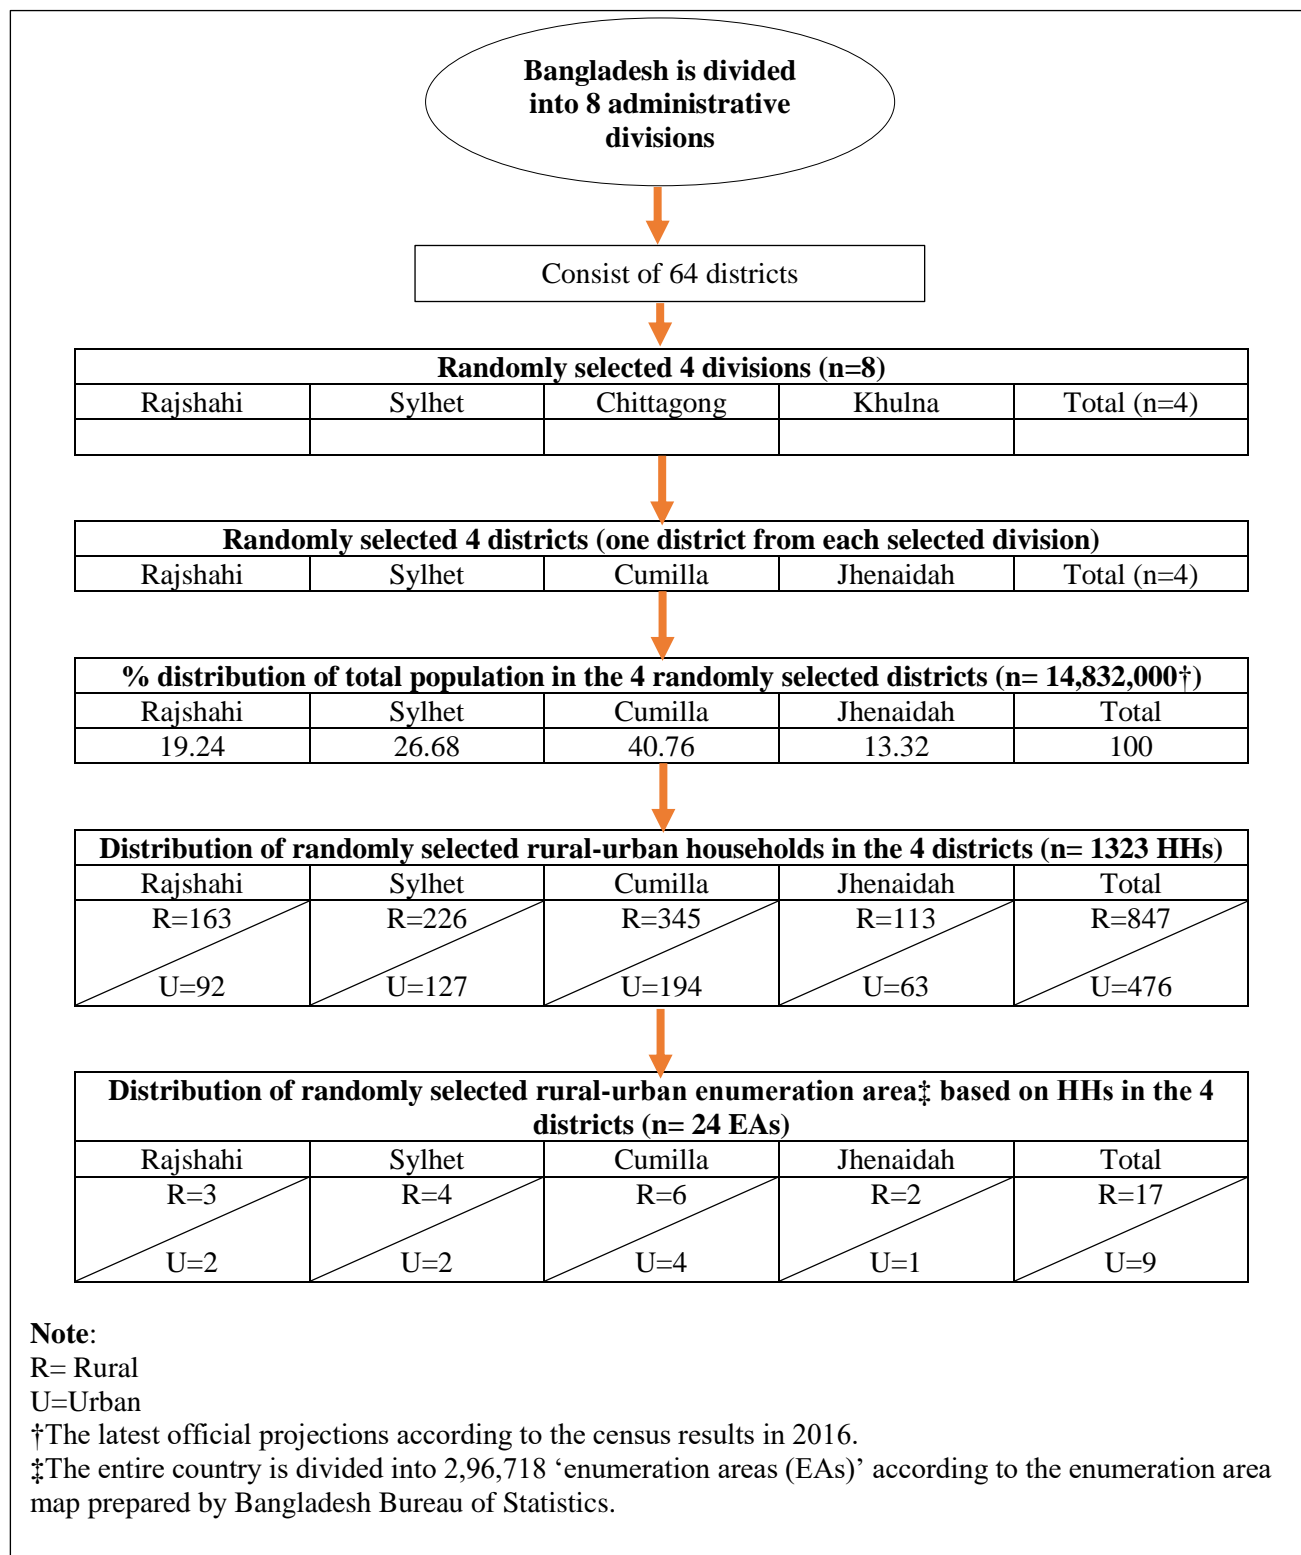 Bangladesh is divided
into 8 administrative
divisions
Consist of 64 districts
Randomly selected 4 divisions (n=8)
Rajshahi Sylhet Chittagong Khulna Total (n=4)
Randomly selected 4 districts (one district from each selected division)
Rajshahi Sylhet Cumilla Jhenaidah Total (n=4)
% distribution of total population in the 4 randomly selected districts (n= 14,832,000†)
Rajshahi Sylhet Cumilla Jhenaidah Total
19.24 26.68 40.76 13.32 100
Distribution of randomly selected rural-urban households in the 4 districts (n= 1323 HHs)
Rajshahi Sylhet Cumilla Jhenaidah Total
R=163 R=226 R=345 R=113 R=847
U=92 U=127 U=194 U=63 U=476
Distribution of randomly selected rural-urban enumeration area‡ based on HHs in the 4
districts (n= 24 EAs)
Rajshahi Sylhet Cumilla Jhenaidah Total
R=3 R=4 R=6 R=2 R=17
U=2 U=2 U=4 U=1 U=9
Note:
R= Rural
U=Urban
†The latest official projections according to the census results in 2016.
‡The entire country is divided into 2,96,718 ‘enumeration areas (EAs)’ according to the enumeration area
map prepared by Bangladesh Bureau of Statistics.